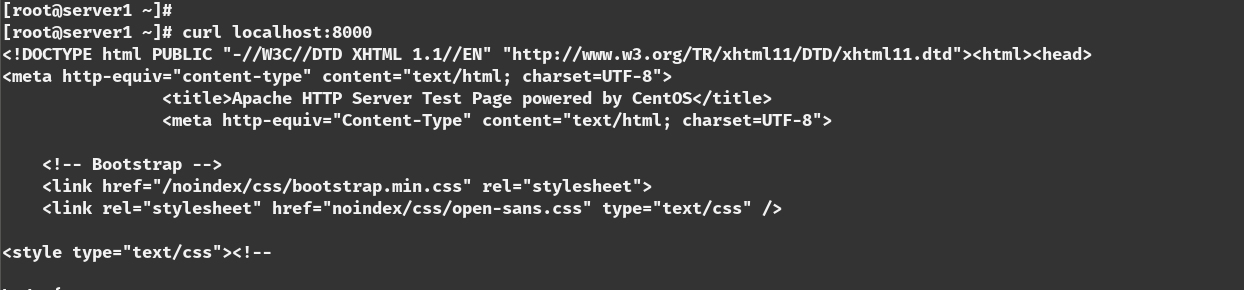 [root@server1 ~]#
[root@server1 ~]# curl localhost:8000
<!DOCTYPE html PUBLIC "-//W3C//DTD XHTML 1.1//EN" "http://www.w3.org/TR/xhtml11/DTD/xhtml11.dtd"><html><head>
<meta http-equiv="content-type" content="text/html; charset=UTF-8">
                <title>Apache HTTP Server Test Page powered by CentOS</title>
                <meta http-equiv="Content-Type" content="text/html; charset=UTF-8">

    <!-- Bootstrap -->
    <link href="/noindex/css/bootstrap.min.css" rel="stylesheet">
    <link rel="stylesheet" href="noindex/css/open-sans.css" type="text/css" />

<style type="text/css"><!--